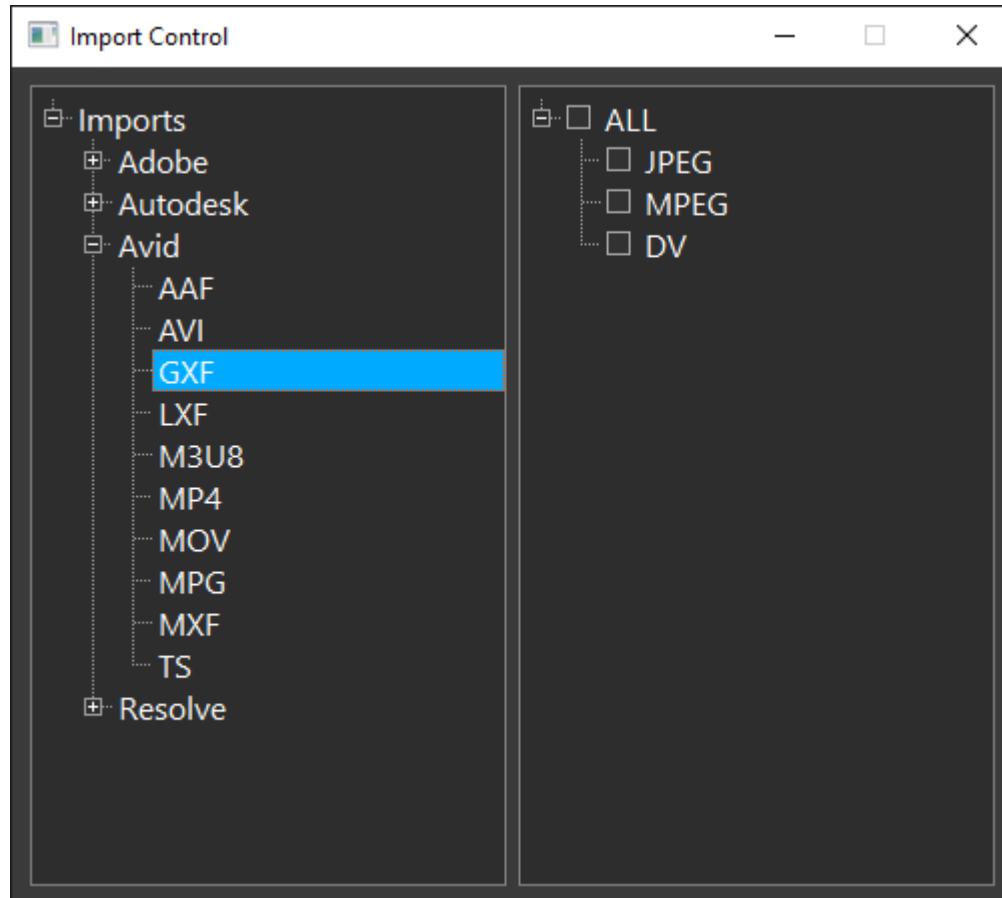 Import Control
Imports
Adobe
Autodesk
Avid
AAF
AVI
GXF
LXF
M3U8
MP4
MOV
MPG
MXF
TS
Resolve
ALL
JPEG
MPEG
DV